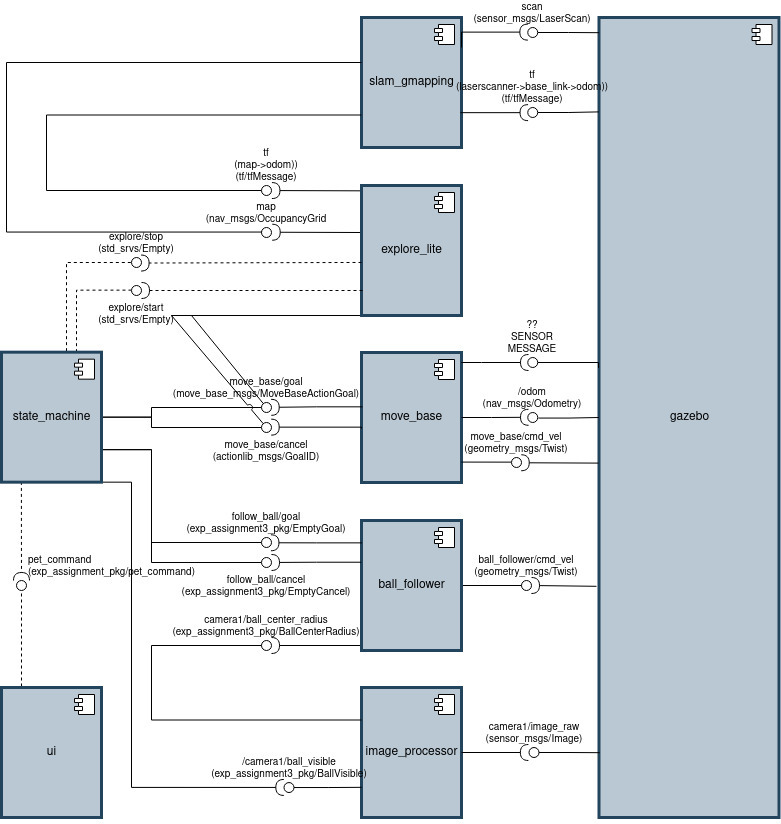 scan
(sensor_msgs/LaserScan)
slam_gmapping
tf
(laserscanner->base_link->odom))
(tf/tfMessage)
tf
(map->odom))
(tf/tfMessage)
map
(nav_msgs/OccupancyGrid
explore/stop
(std_srvs/Empty)
explore_lite
explore/start
(std_srvs/Empty)
??
SENSOR
MESSAGE
state_machine
move_base/goal
(move_base_msgs/MoveBaseActionGoal)
move_base
/odom
(nav_msgs/Odometry)
gazebo
move_base/cancel
(actionlib_msgs/GoalID)
move_base/cmd_vel
(geometry_msgs/Twist)
follow_ball/goal
(exp_assignment3_pkg/EmptyGoal)
pet_command
(exp_assignment_pkg/pet_command)
follow_ball/cancel
(exp_assignment3_pkg/EmptyCancel)
ball_follower
ball_follower/cmd_vel
(geometry_msgs/Twist)
camera1/ball_center_radius
(exp_assignment3_pkg/BallCenterRadius)
ui
image_processor
camera1/image_raw
(sensor_msgs/Image)
/camera1/ball_visible
(exp_assignment3_pkg/BallVisible)